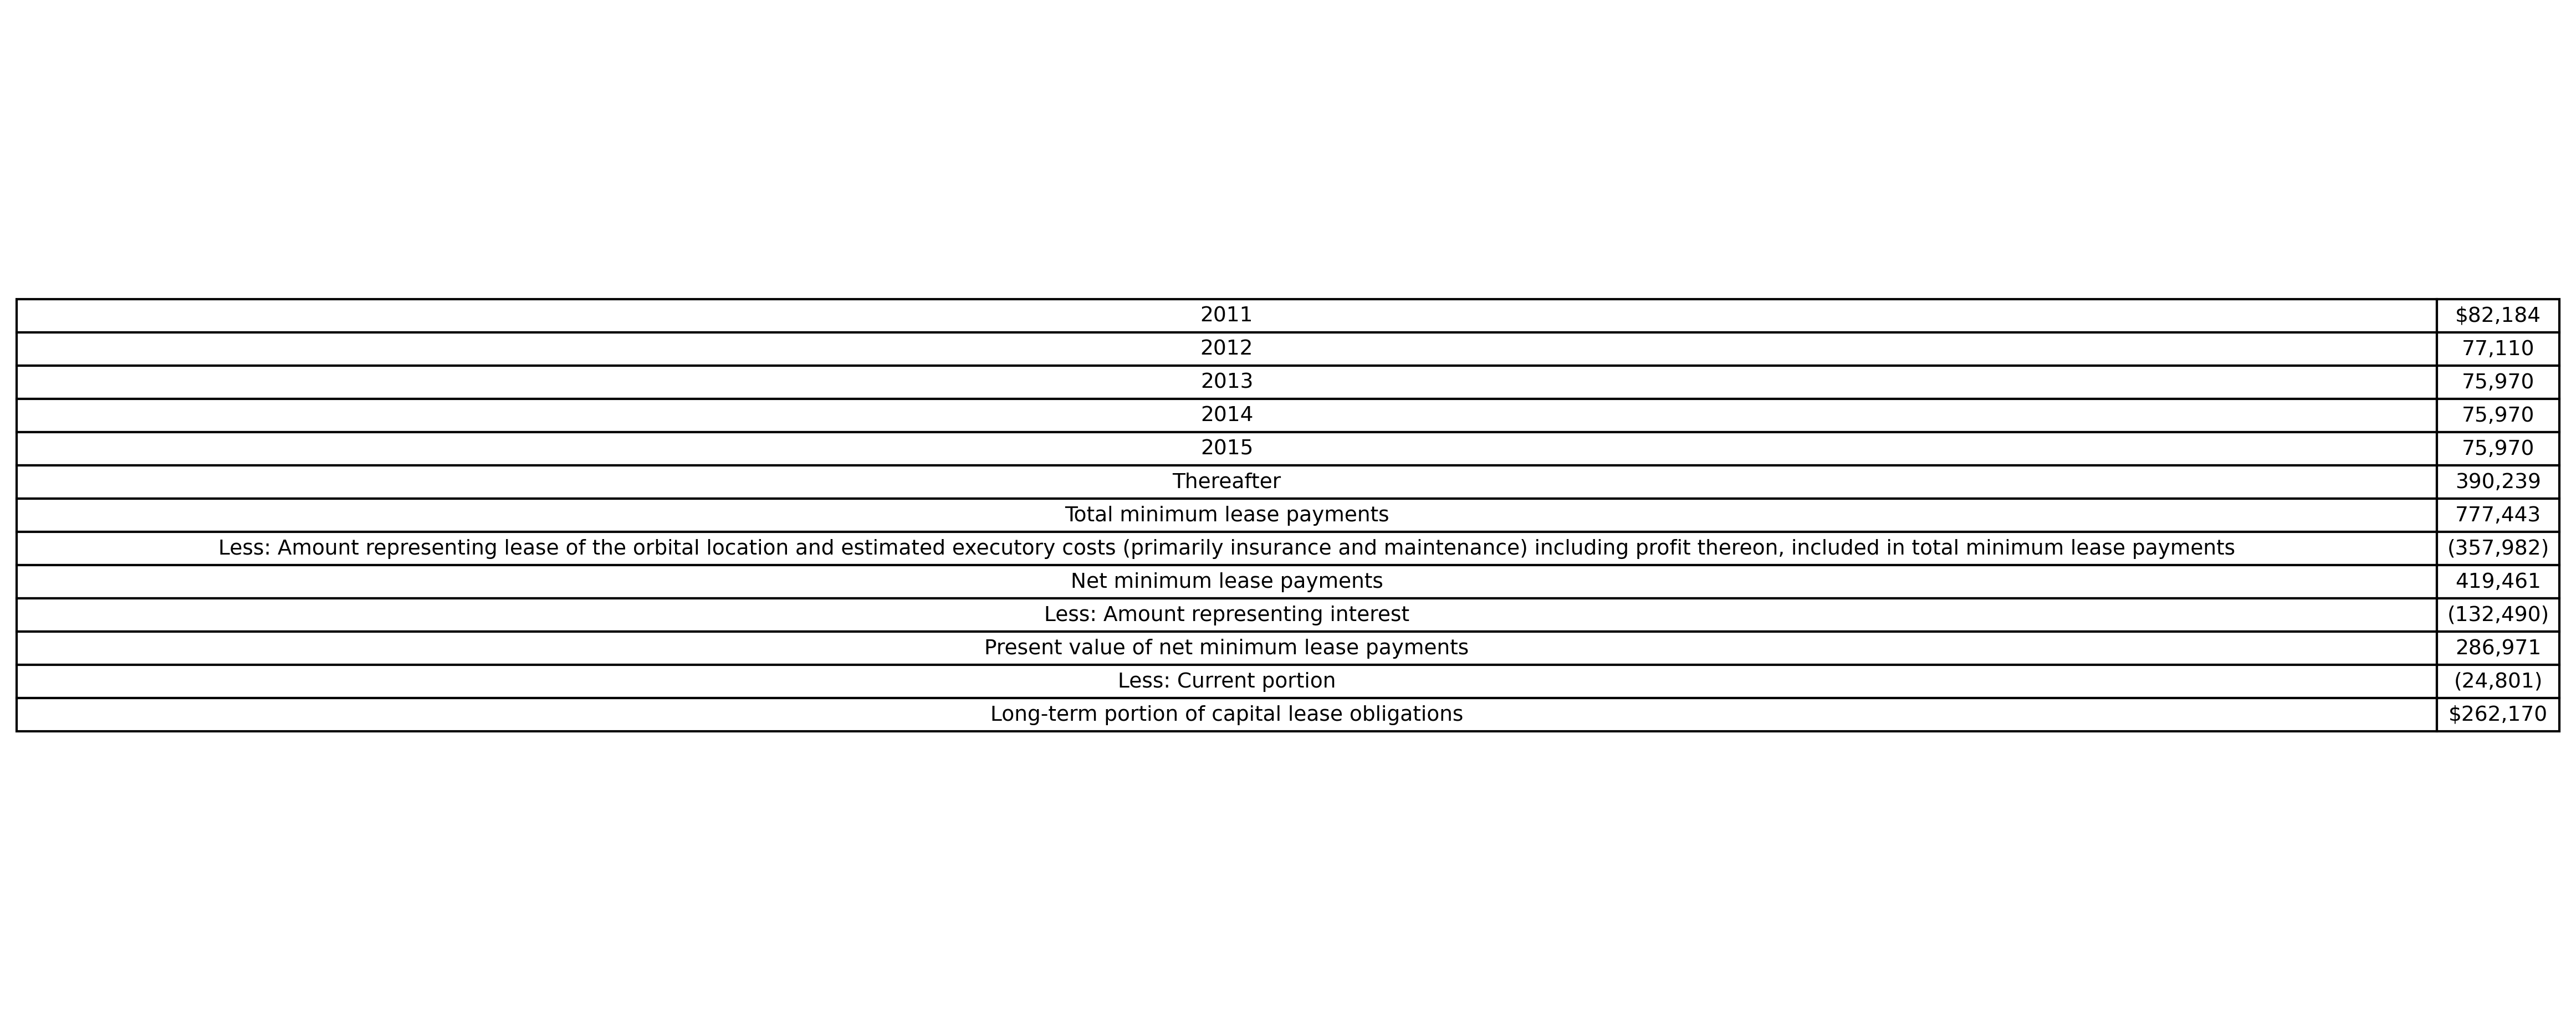 2011 $82,184
2012 77,110
2013 75,970
2014 75,970
2015 75,970
Thereafter 390,239
Total minimum lease payments 777,443
Less: Amount representing lease of the orbital location and estimated executory costs (primarily insurance and maintenance) including profit thereon, included in total minimum lease payments (357,982)
Net minimum lease payments 419,461
Less: Amount representing interest (132,490)
Present value of net minimum lease payments 286,971
Less: Current portion (24,801)
Long-term portion of capital lease obligations $262,170